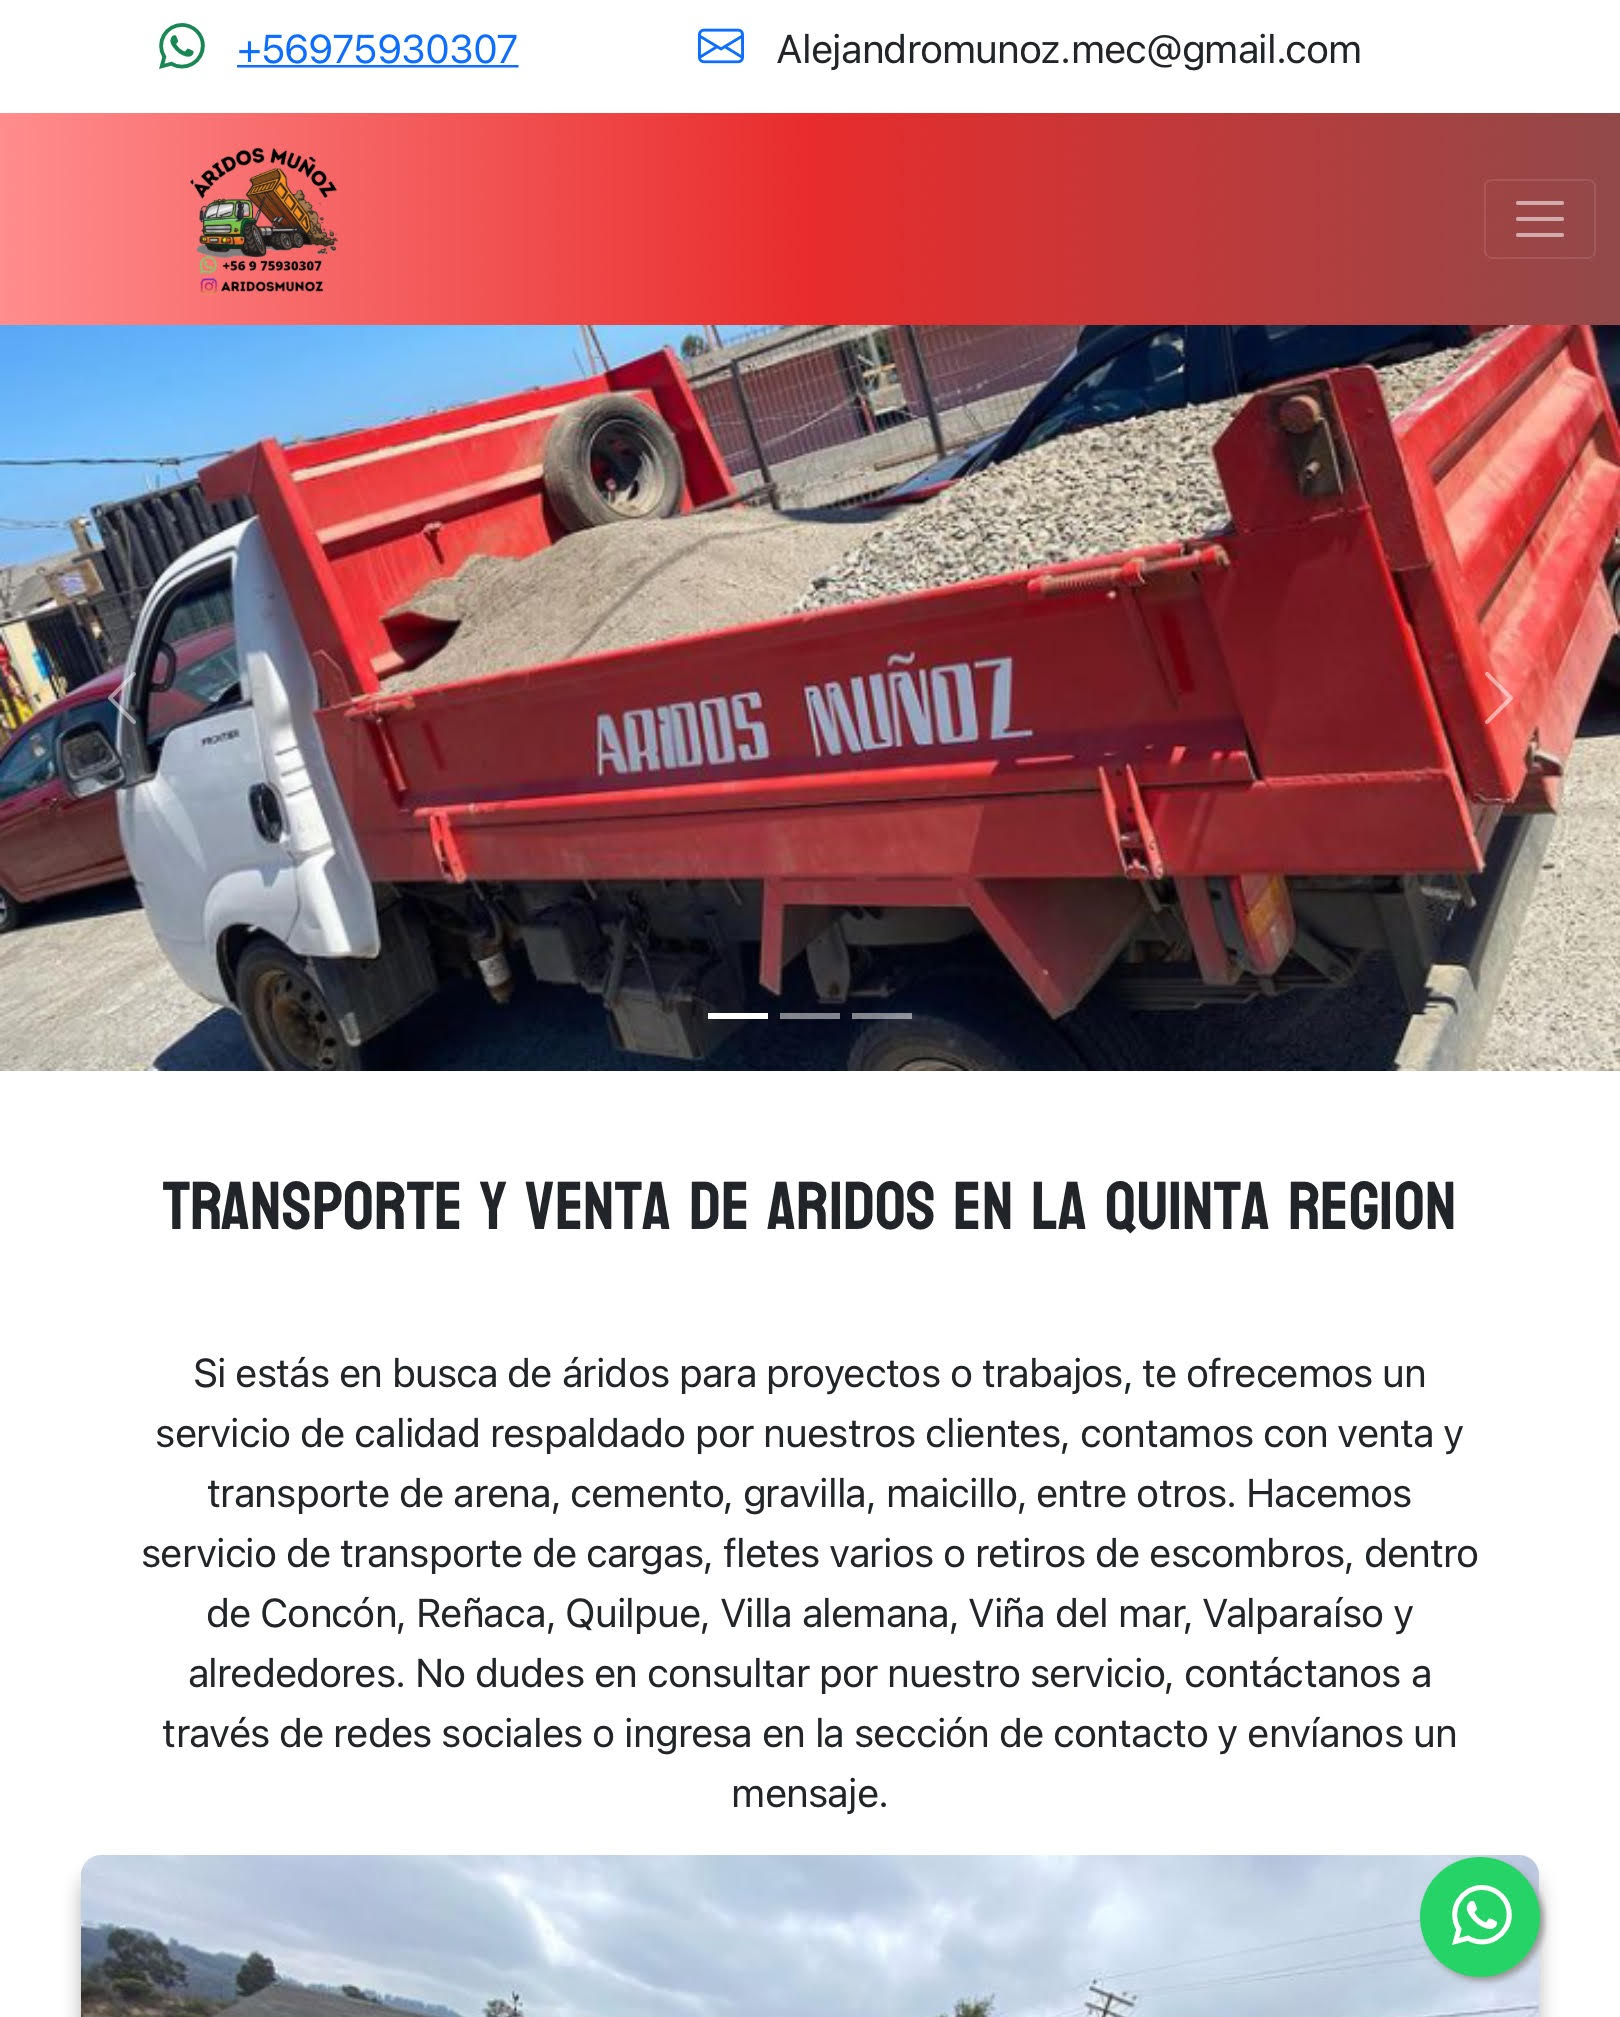 +56975930307
Alejandromunoz.mec@gmail.com
ÁRIDOS MUÑOZ
+56 9 75930307
ARIDOSMUNOZ
FRONTIER
ARIDOS MUÑOZ
TRANSPORTE Y VENTA DE ARIDOS EN LA QUINTA REGION
Si estás en busca de áridos para proyectos o trabajos, te ofrecemos un
servicio de calidad respaldado por nuestros clientes, contamos con venta y
transporte de arena, cemento, gravilla, maicillo, entre otros. Hacemos
servicio de transporte de cargas, fletes varios o retiros de escombros, dentro
de Concón, Reñaca, Quilpue, Villa alemana, Viña del mar, Valparaíso y
alrededores. No dudes en consultar por nuestro servicio, contáctanos a
través de redes sociales o ingresa en la sección de contacto y envíanos un
mensaje.